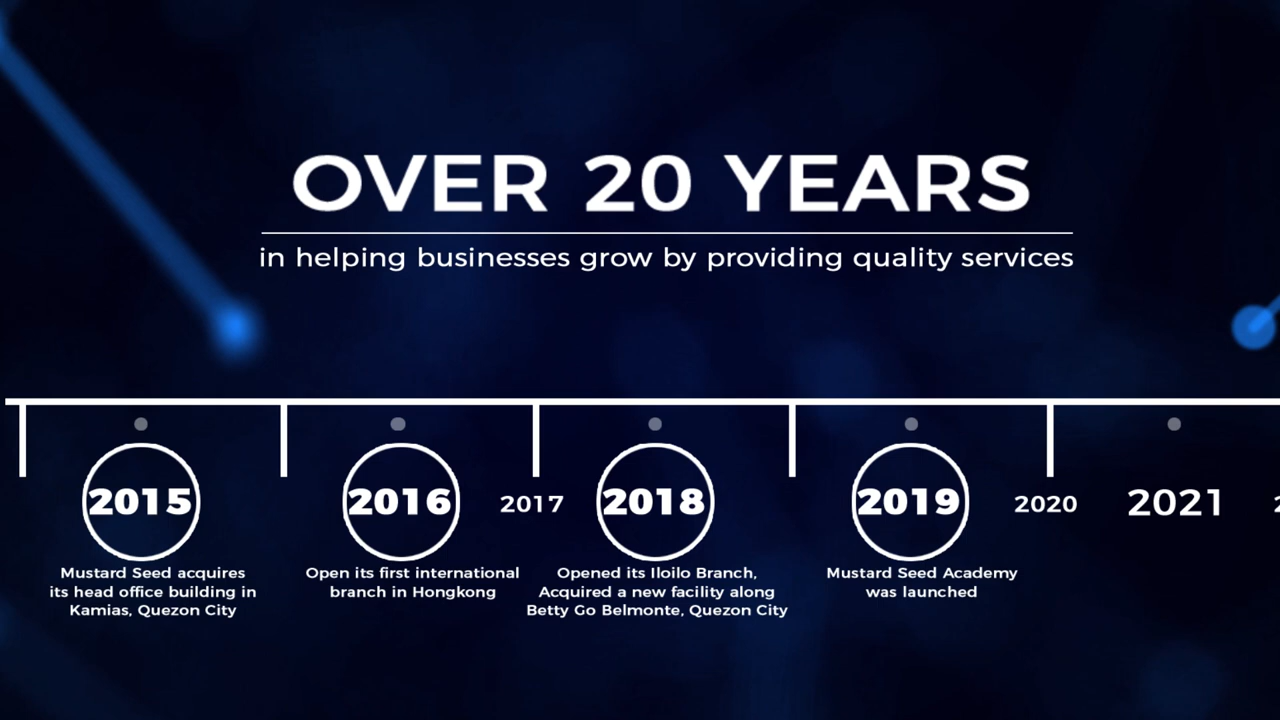 OVER 20 YEARS
in helping businesses grow by providing quality services
2015
2016
2017
2018
2019
2020
2021
Mustard Seed acquires
its head office building in
Kamias, Quezon City
Open its first international
branch in Hongkong
Opened its Iloilo Branch,
Acquired a new facility along
Betty Go Belmonte, Quezon City
Mustard Seed Academy
was launched